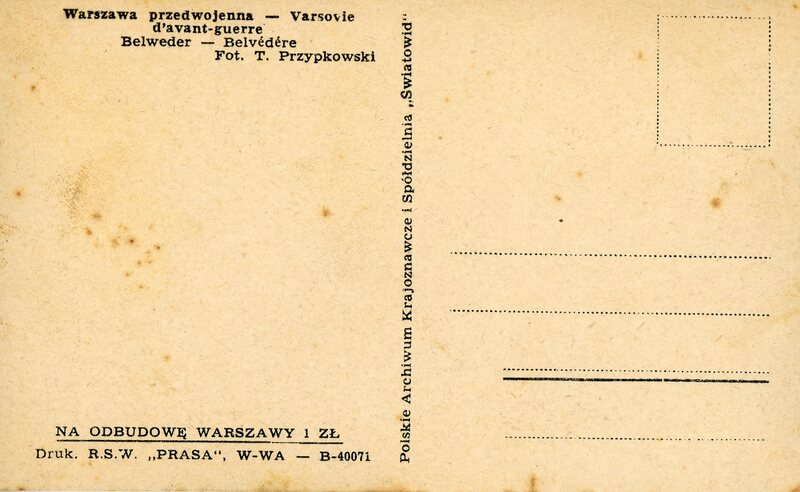 Warszawa przedwojenna — Varsovie
d'avant-guerre
Belweder — Belvédére
Fot. T. Przypkowski
Polskie Archiwum Krajoznawcze i Spółdzielnia „Światowid“
NA ODBUDOWĘ WARSZAWY 1 ZŁ
Druk. R.S.W. „PRASA“, W-WA — B-40071